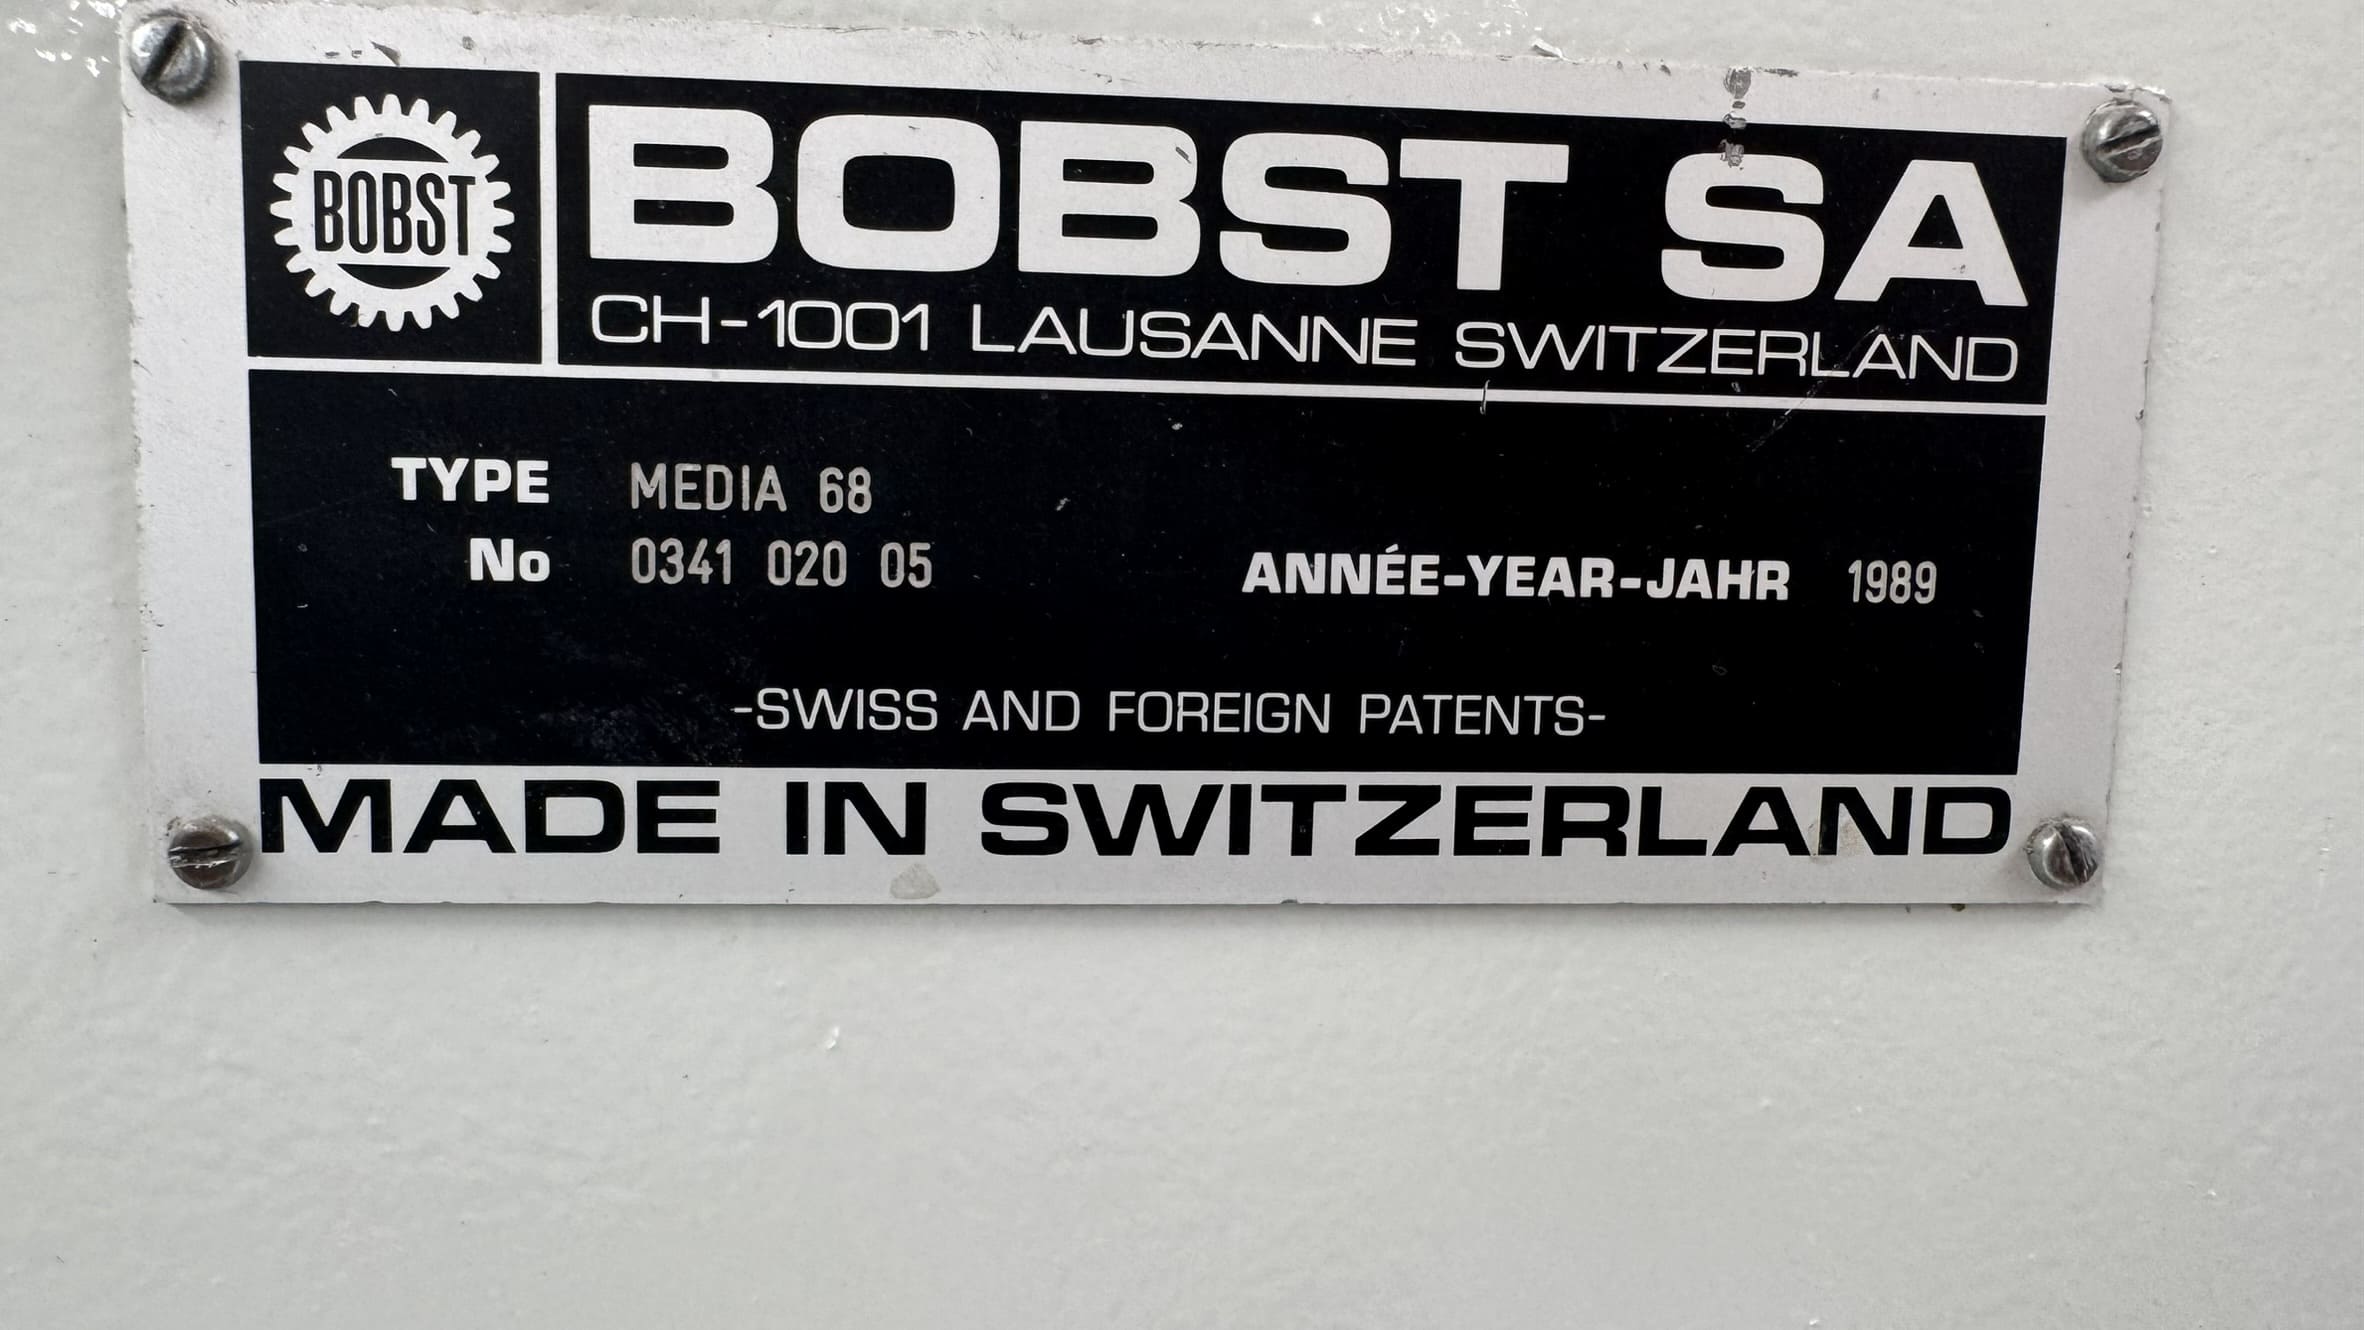 BOBST
BOBST SA
CH-1001 LAUSANNE SWITZERLAND
TYPE MEDIA 68
No 0341 020 05 ANNÉE-YEAR-JAHR 1989
-SWISS AND FOREIGN PATENTS-
MADE IN SWITZERLAND